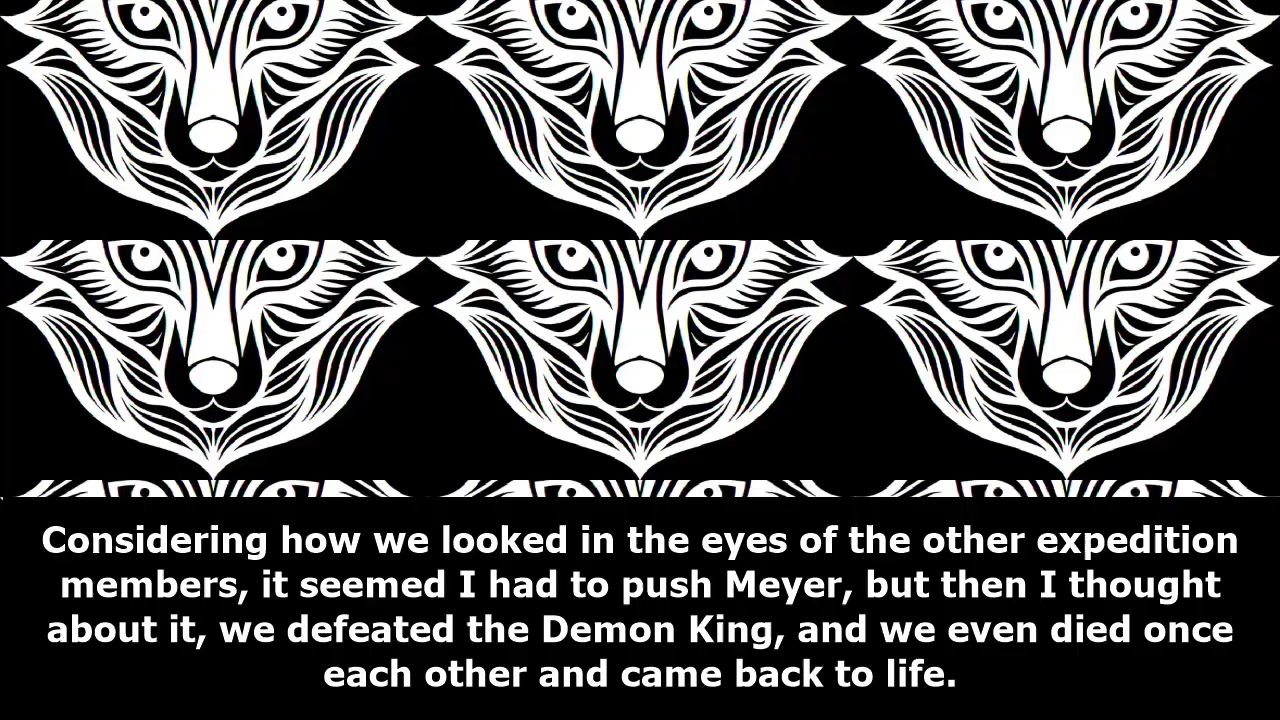 Considering how we looked in the eyes of the other expedition
members, it seemed I had to push Meyer, but then I thought
about it, we defeated the Demon King, and we even died once
each other and came back to life.